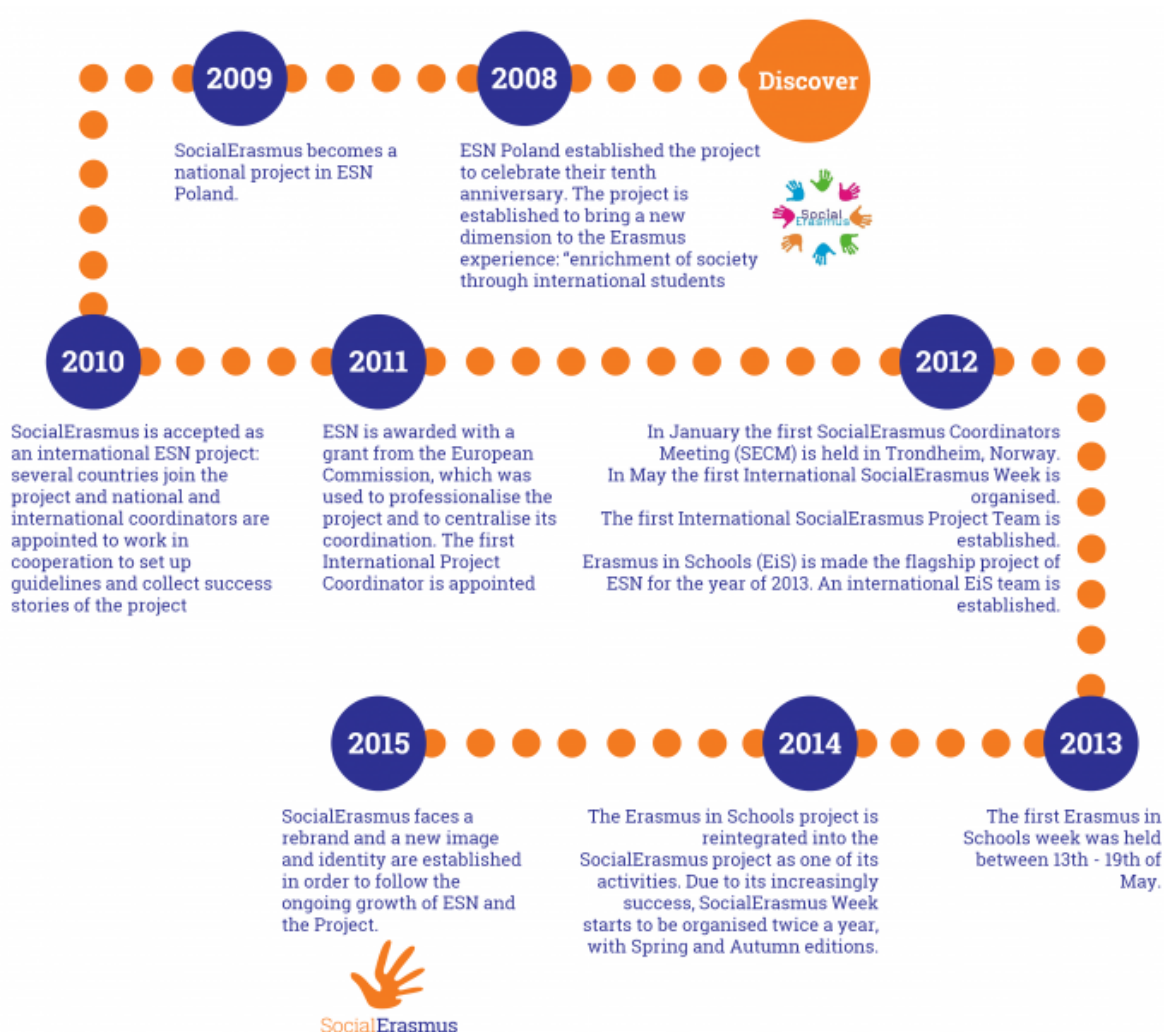 Discover
2008
ESN Poland established the project
to celebrate their tenth
anniversary. The project is
established to bring a new
dimension to the Erasmus
experience: “enrichment of society
through international students
Social
Erasmus
2009
SocialErasmus becomes a
national project in ESN
Poland.
2010
SocialErasmus is accepted as
an international ESN project:
several countries join the
project and national and
international coordinators are
appointed to work in
cooperation to set up
guidelines and collect success
stories of the project
2011
ESN is awarded with a
grant from the European
Commission, which was
used to professionalise the
project and to centralise its
coordination. The first
International Project
Coordinator is appointed
2012
In January the first SocialErasmus Coordinators
Meeting (SECM) is held in Trondheim, Norway.
In May the first International SocialErasmus Week is
organised.
The first International SocialErasmus Project Team is
established.
Erasmus in Schools (EiS) is made the flagship project of
ESN for the year of 2013. An international EiS team is
established.
2013
The first Erasmus in
Schools week was held
between 13th - 19th of
May.
2014
The Erasmus in Schools project is
reintegrated into the
SocialErasmus project as one of its
activities. Due to its increasingly
success, SocialErasmus Week
starts to be organised twice a year,
with Spring and Autumn editions.
2015
SocialErasmus faces a
rebrand and a new image
and identity are established
in order to follow the
ongoing growth of ESN and
the Project.
SocialErasmus